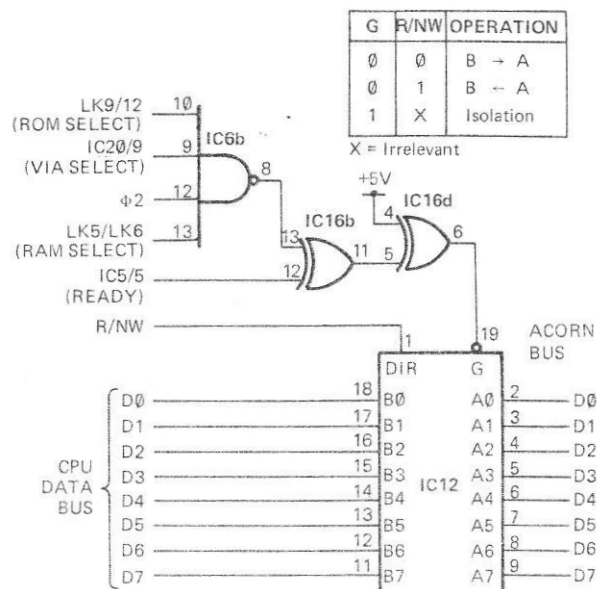 G R/NW OPERATION
Ø Ø B → A
Ø 1 B ← A
1 X Isolation
X = Irrelevant
LK9/12 10
(ROM SELECT)
IC6b
IC20/9 9
(VIA SELECT)
8
Φ2 12
LK5/LK6 13
(RAM SELECT)
+5V
IC16d
4
6
IC16b
13
11 5
IC5/5 12
(READY)
R/NW
1
19
ACORN
BUS
DIR G
DØ 18 BØ AØ 2 DØ
D1 17 B1 A1 3 D1
D2 16 B2 A2 4 D2
D3 15 B3 A3 5 D3
D4 14 B4 A4 6 D4
D5 13 B5 A5 7 D5
D6 12 B6 A6 8 D6
D7 11 B7 A7 9 D7
CPU
DATA
BUS
IC12